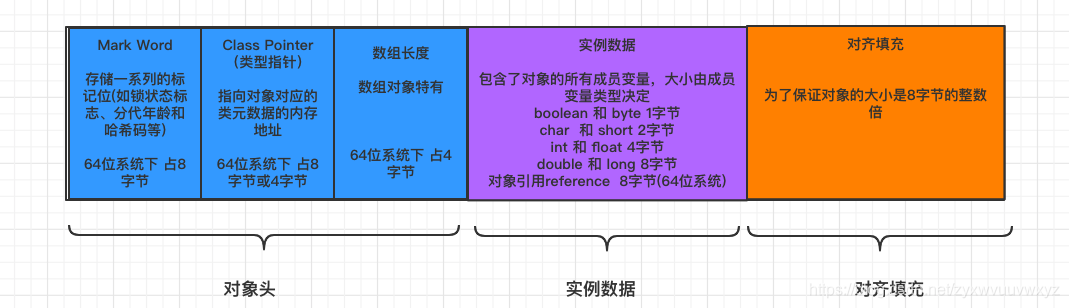 Mark Word
存储一系列的标
记位(如锁状态标
志、分代年龄和
哈希码等)
64位系统下 占8
字节
Class Pointer
（类型指针）
指向对象对应的
类元数据的内存
地址
64位系统下 占8
字节或4字节
数组长度
数组对象特有
64位系统下 占4
字节
实例数据
包含了对象的所有成员变量，大小由成员
变量类型决定
boolean 和 byte 1字节
char 和 short 2字节
int 和 float 4字节
double 和 long 8字节
对象引用reference 8字节(64位系统)
对齐填充
为了保证对象的大小是8字节的整数
倍
对象头
实例数据
对齐填充